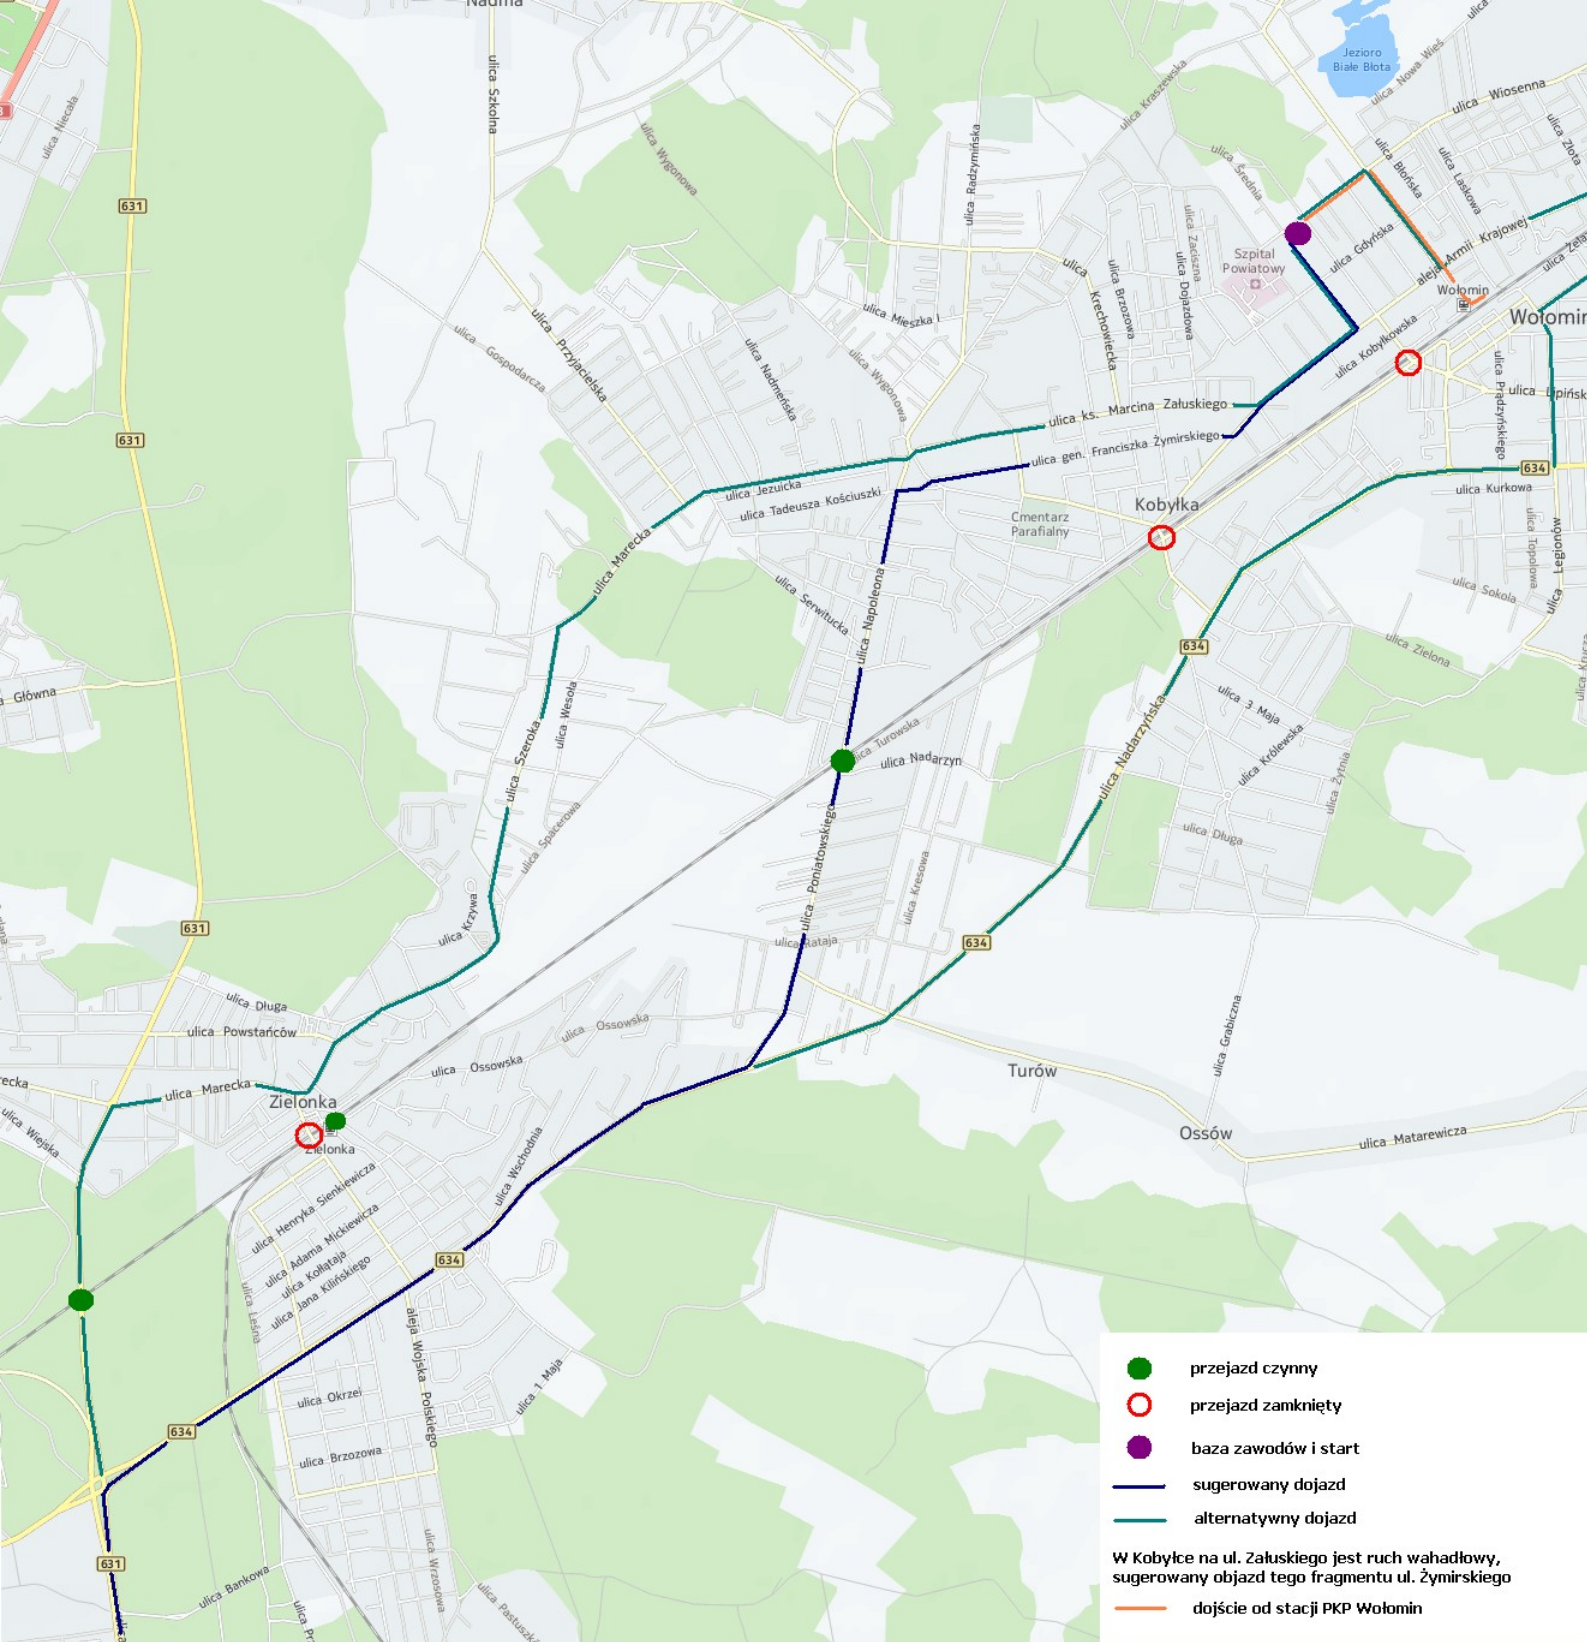 Nadma
ulica Szkolna
ulica Niecała
631
ulica Wygonowa
ulica Radzymińska
ulica Kraszewska
Jezioro
Białe Błota
ulica Nowa Wieś
ulica Wiosenna
ulica Błońska
ulica Laskowa
ulica Złota
ulica Średnia
ulica Zaciszna
ulica Dojazdowa
Szpital
Powiatowy
ulica Gdyńska
aleja Armii Krajowej
Wołomin
Wołomin
ulica Kobyłkowska
ulica Krechowiecka
ulica Brzozowa
ulica Mieszka I
ulica Przyjacielska
ulica Gospodarcza
ulica Nadmeńska
ulica Wygonowa
ulica Prądzyńskiego
ulica Lipińsk
631
ulica ks. Marcina Załuskiego
ulica gen. Franciszka Żymirskiego
634
ulica Kurkowa
ulica Jezuicka
ulica Tadeusza Kościuszki
Kobyłka
Cmentarz
Parafialny
ulica Topolowa
ulica Legionów
ulica Marecka
ulica Serwitucka
ulica Napoleona
ulica Sokola
ulica Zielona
634
a Główna
ulica Wesoła
ulica Szeroka
ulica Turowska
ulica Nadarzyn
ulica Nadarzyńska
ulica 3 Maja
ulica Królewska
ulica Żytnia
ulica Spacerowa
ulica Poniatowskiego
ulica Długa
ulica Kresowa
ulica Krzywa
631
ulica Rataja
634
ulica Długa
ulica Powstańców
ulica Ossowska
ulica Ossowska
ulica Grabiczna
Turów
recka
ulica Marecka
Zielonka
ulica Wiejska
Zielonka
Ossów
ulica Matarewicza
ulica Wschodnia
ulica Henryka Sienkiewicza
ulica Adama Mickiewicza
ulica Kołłątaja
ulica Jana Kilińskiego
ulica Leśna
634
aleja Wojska Polskiego
ulica 1 Maja
ulica Okrzei
634
ulica Brzozowa
631
ulica Bankowa
ulica Wrzosowa
przejazd czynny
przejazd zamknięty
baza zawodów i start
sugerowany dojazd
alternatywny dojazd
W Kobyłce na ul. Załuskiego jest ruch wahadłowy,
sugerowany objazd tego fragmentu ul. Żymirskiego
dojście od stacji PKP Wołomin